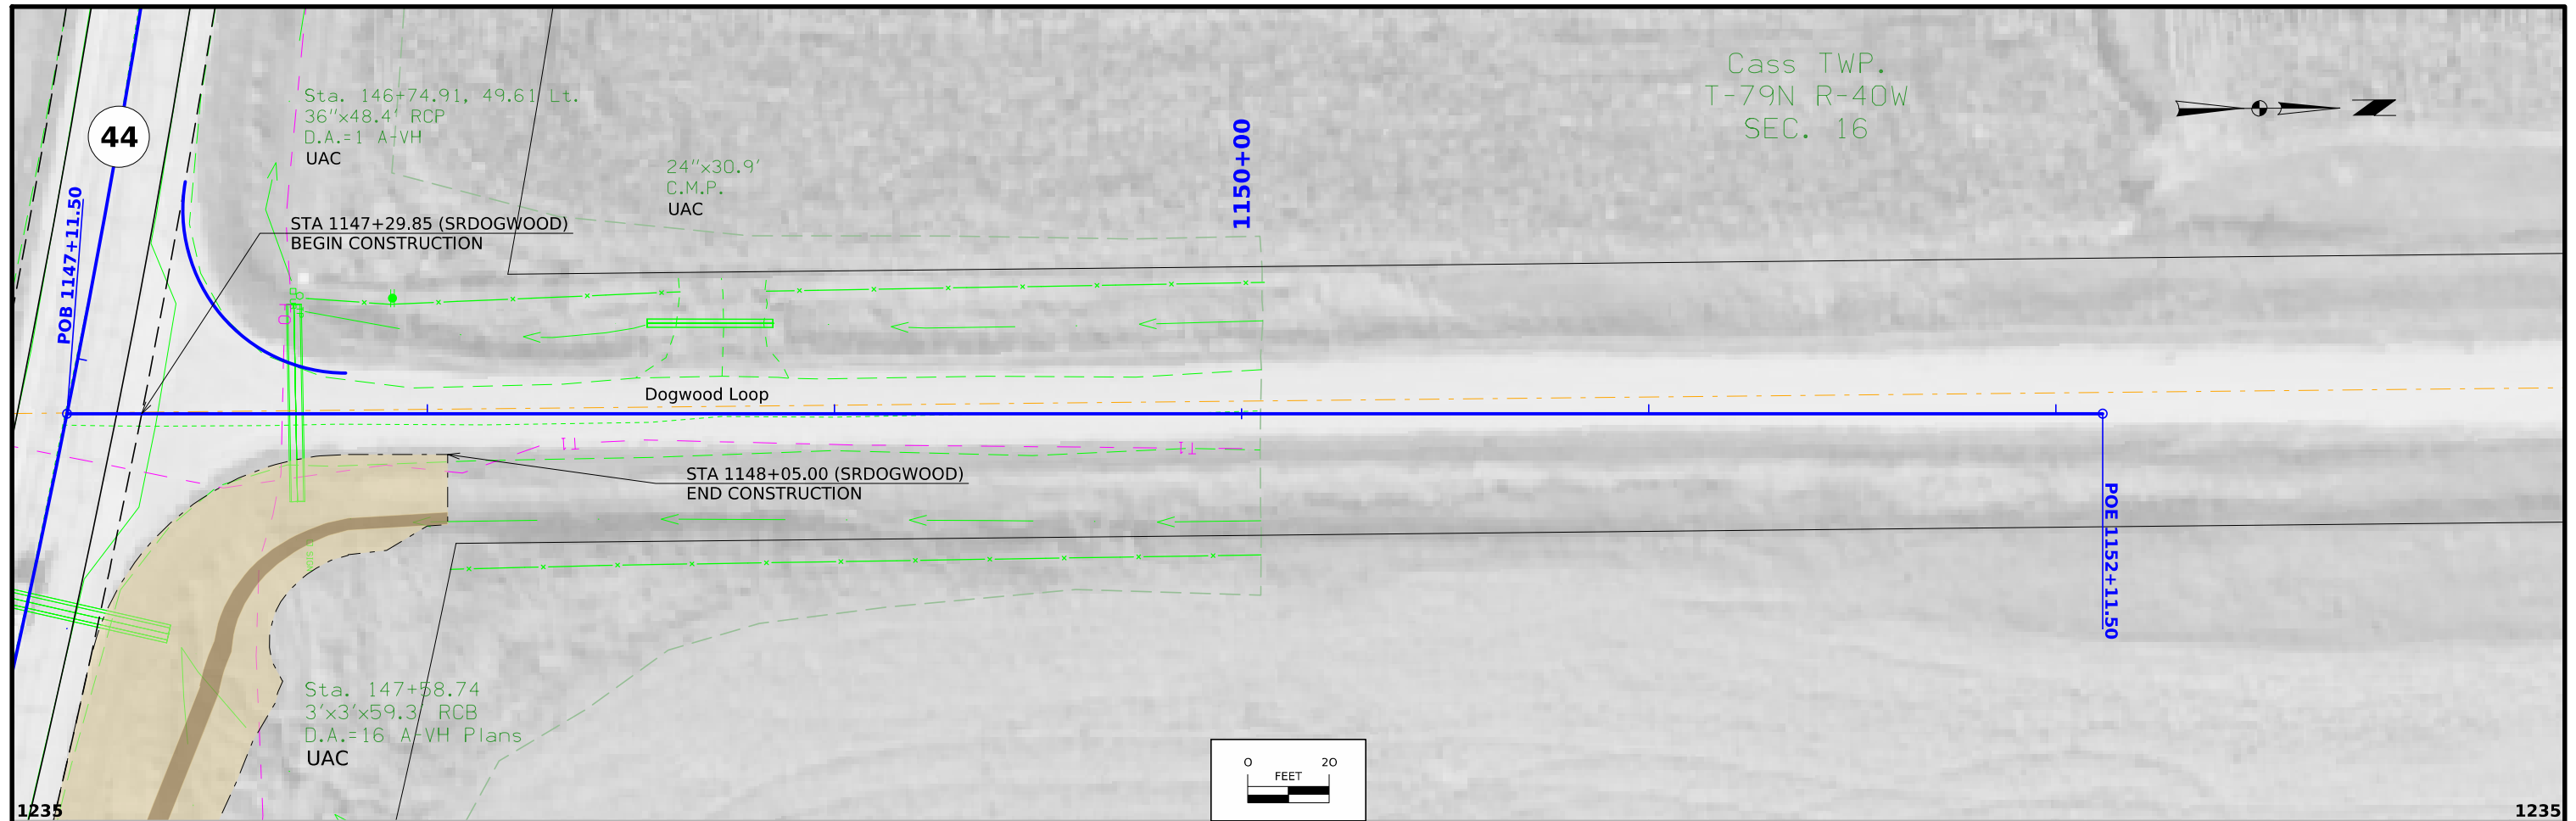 44
Sta. 146+74.91, 49.61 Lt.
36"x48.4' RCP
D.A.=1 A-VH
UAC
24"x30.9'
C.M.P.
UAC
1150+00
Cass TWP.
T-79N R-40W
SEC. 16
POB 1147+11.50
STA 1147+29.85 (SRDOGWOOD)
BEGIN CONSTRUCTION
Dogwood Loop
T1
T1
STA 1148+05.00 (SRDOGWOOD)
END CONSTRUCTION
POE 1152+11.50
Sta. 147+58.74
3'x3'x59.3' RCB
D.A.=16 A-VH Plans
UAC
0 20
FEET
1235
1235